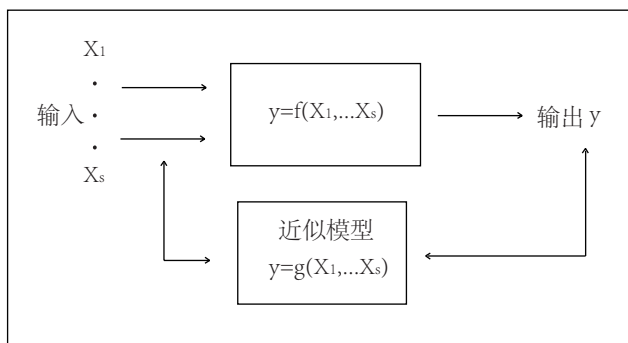 X₁
输入
Xₛ
y=f(X₁,...Xₛ)
输出 y
近似模型
y=g(X₁,...Xₛ)